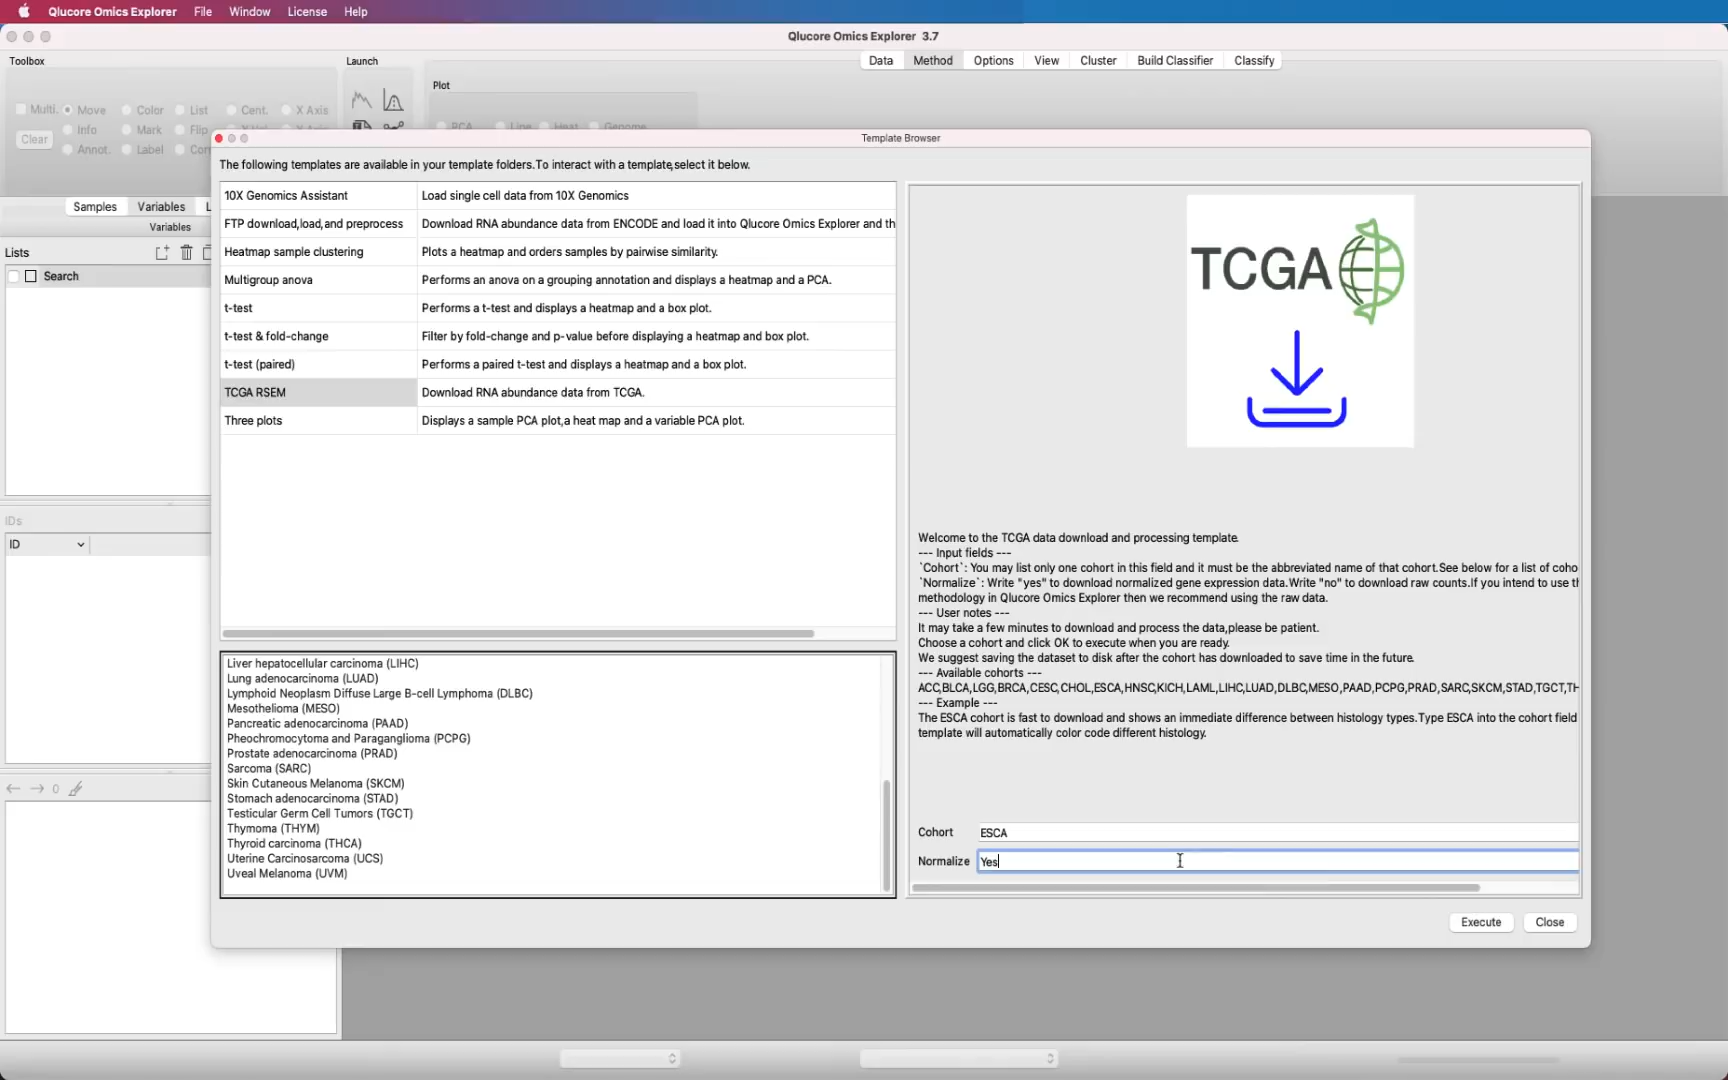 Qlucore Omics Explorer File Window License Help
Qlucore Omics Explorer 3.7
Toolbox
Launch
Data Method Options View Cluster Build Classifier Classify
Plot
Multi. Move Color List Cent. X Axis
Info Mark Flip
Clear
Annot. Label
PCA Line Heat Genome
Template Browser
The following templates are available in your template folders.To interact with a template,select it below.
10X Genomics Assistant Load single cell data from 10X Genomics
FTP download,load,and preprocess Download RNA abundance data from ENCODE and load it into Qlucore Omics Explorer and th
Heatmap sample clustering Plots a heatmap and orders samples by pairwise similarity.
Multigroup anova Performs an anova on a grouping annotation and displays a heatmap and a PCA.
t-test Performs a t-test and displays a heatmap and a box plot.
t-test & fold-change Filter by fold-change and p-value before displaying a heatmap and box plot.
t-test (paired) Performs a paired t-test and displays a heatmap and a box plot.
TCGA RSEM Download RNA abundance data from TCGA.
Three plots Displays a sample PCA plot,a heat map and a variable PCA plot.
Samples Variables L
Variables
Lists
Search
IDs
ID
0
Liver hepatocellular carcinoma (LIHC)
Lung adenocarcinoma (LUAD)
Lymphoid Neoplasm Diffuse Large B-cell Lymphoma (DLBC)
Mesothelioma (MESO)
Pancreatic adenocarcinoma (PAAD)
Pheochromocytoma and Paraganglioma (PCPG)
Prostate adenocarcinoma (PRAD)
Sarcoma (SARC)
Skin Cutaneous Melanoma (SKCM)
Stomach adenocarcinoma (STAD)
Testicular Germ Cell Tumors (TGCT)
Thymoma (THYM)
Thyroid carcinoma (THCA)
Uterine Carcinosarcoma (UCS)
Uveal Melanoma (UVM)
TCGA
Welcome to the TCGA data download and processing template.
--- Input fields ---
`Cohort`: You may list only one cohort in this field and it must be the abbreviated name of that cohort.See below for a list of coho
`Normalize`: Write "yes" to download normalized gene expression data.Write "no" to download raw counts.If you intend to use th
methodology in Qlucore Omics Explorer then we recommend using the raw data.
--- User notes ---
It may take a few minutes to download and process the data,please be patient.
Choose a cohort and click OK to execute when you are ready.
We suggest saving the dataset to disk after the cohort has downloaded to save time in the future.
--- Available cohorts ---
ACC,BLCA,LGG,BRCA,CESC,CHOL,ESCA,HNSC,KICH,LAML,LIHC,LUAD,DLBC,MESO,PAAD,PCPG,PRAD,SARC,SKCM,STAD,TGCT,TH
--- Example ---
The ESCA cohort is fast to download and shows an immediate difference between histology types.Type ESCA into the cohort field
template will automatically color code different histology.
Cohort ESCA
Normalize Yes
Execute Close